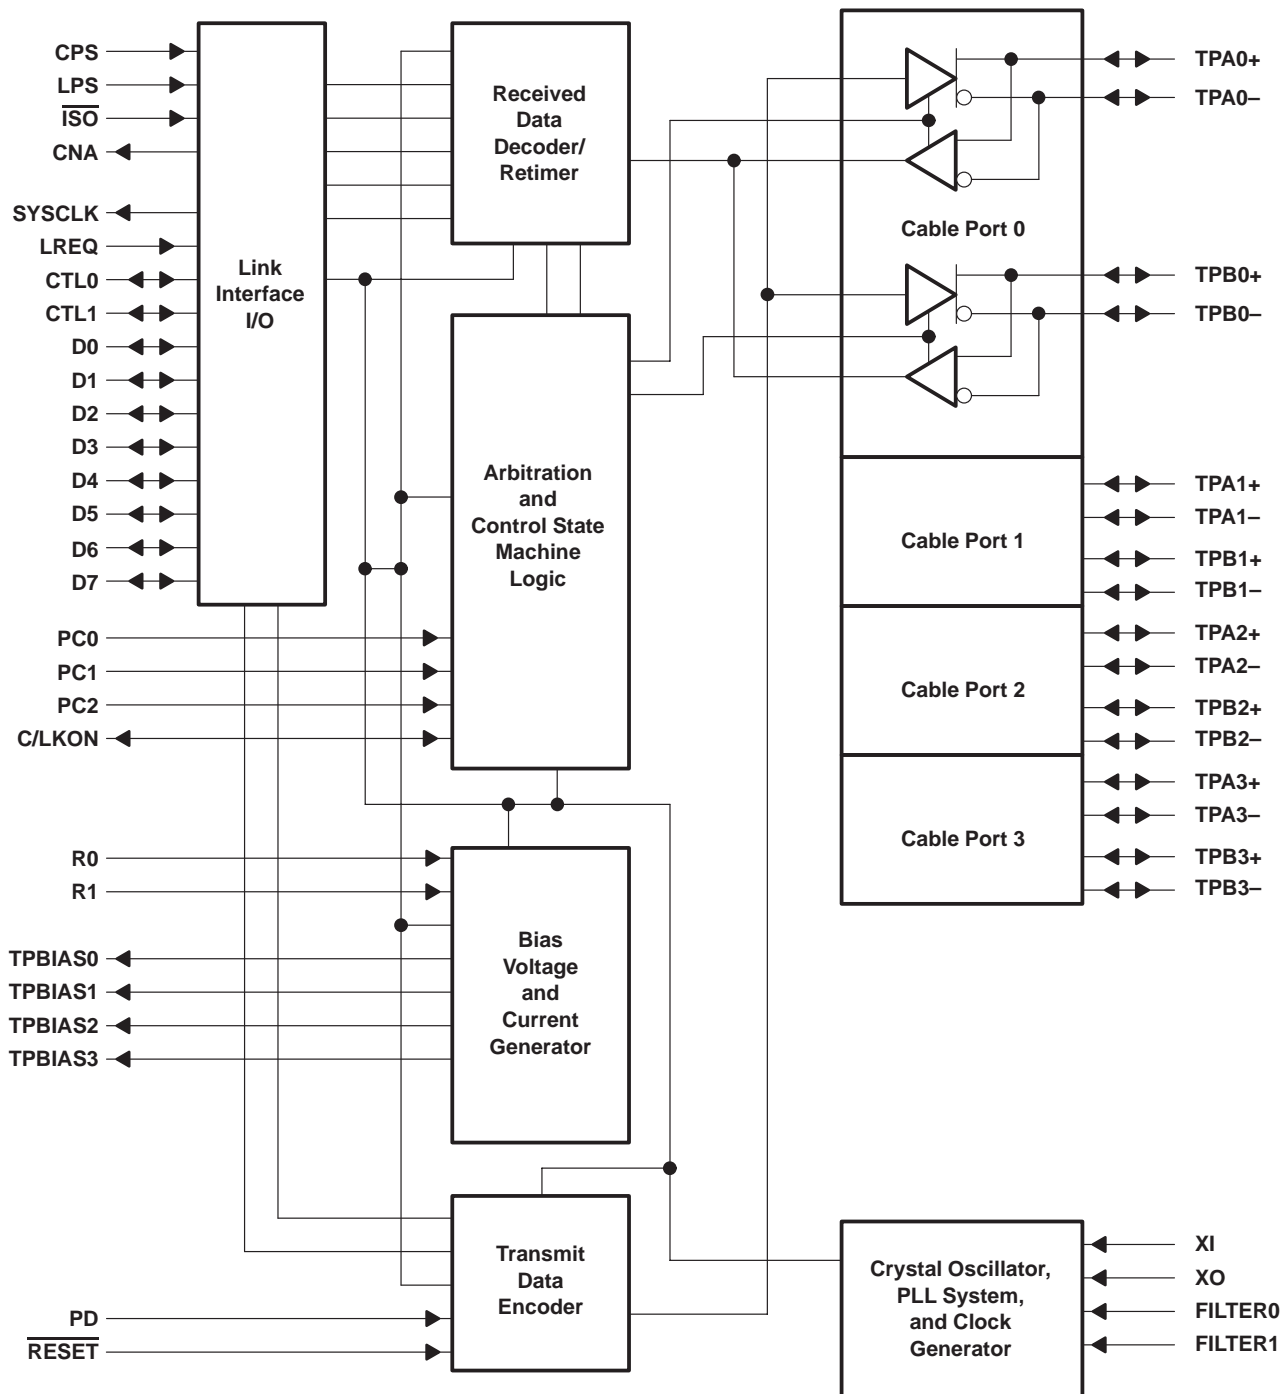 CPS
LPS
ISO
CNA
SYSCLK
LREQ
CTL0
CTL1
D0
D1
D2
D3
D4
D5
D6
D7
Link
Interface
I/O
Received
Data
Decoder/
Retimer
Cable Port 0
TPA0+
TPA0–
TPB0+
TPB0–
Arbitration
and
Control State
Machine
Logic
PC0
PC1
PC2
C/LKON
Cable Port 1
TPA1+
TPA1–
TPB1+
TPB1–
Cable Port 2
TPA2+
TPA2–
TPB2+
TPB2–
Cable Port 3
TPA3+
TPA3–
TPB3+
TPB3–
R0
R1
TPBIAS0
TPBIAS1
TPBIAS2
TPBIAS3
Bias
Voltage
and
Current
Generator
PD
RESET
Transmit
Data
Encoder
Crystal Oscillator,
PLL System,
and Clock
Generator
XI
XO
FILTER0
FILTER1